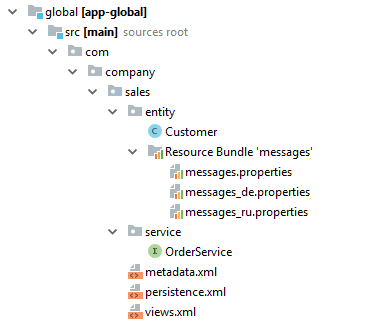 global [app-global]
src [main] sources root
com
company
sales
entity
C Customer
Resource Bundle 'messages'
messages.properties
messages_de.properties
messages_ru.properties
service
I OrderService
metadata.xml
persistence.xml
views.xml